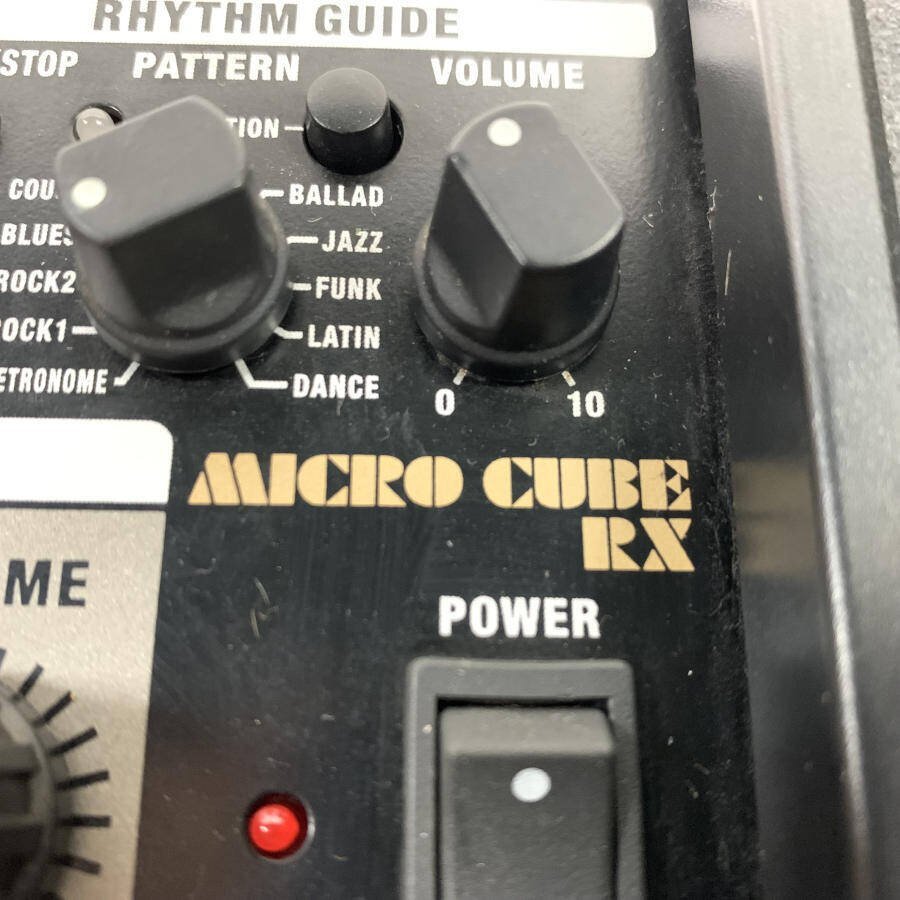 RHYTHM GUIDE
STOP PATTERN VOLUME
TION
COU BALLAD
BLUES JAZZ
ROCK2 FUNK
OCK1 LATIN
ETRONOME DANCE
0 10
MICRO CUBE
RX
ME
POWER